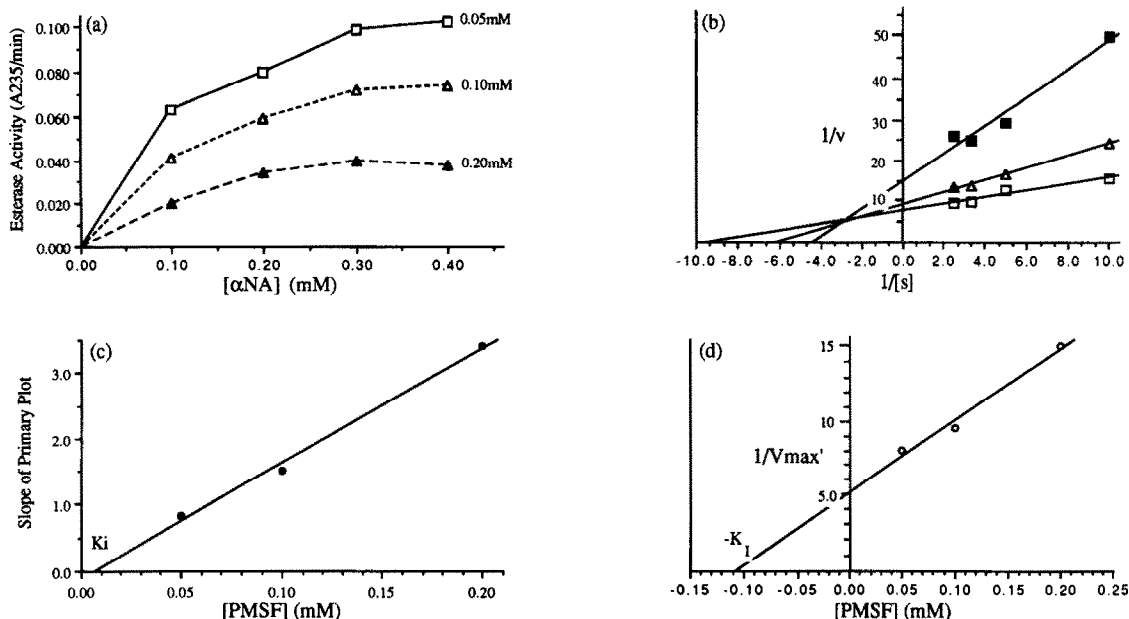 (a)
Esterase Activity (A235/min)
0.100
0.080
0.060
0.040
0.020
0.000
0.05mM
0.10mM
0.20mM
0.00 0.10 0.20 0.30 0.40
[αNA] (mM)
(b)
50
40
30
20
10
1/v
-10.0 -8.0 -6.0 -4.0 -2.0 0.0 2.0 4.0 6.0 8.0 10.0
1/[s]
(c)
Slope of Primary Plot
3.0
2.0
1.0
0.0
Ki
0.00 0.05 0.10 0.15 0.20
[PMSF] (mM)
(d)
15
10
5.0
1/Vmax'
-KI
-0.15 -0.10 -0.05 0.00 0.05 0.10 0.15 0.20 0.25
[PMSF] (mM)